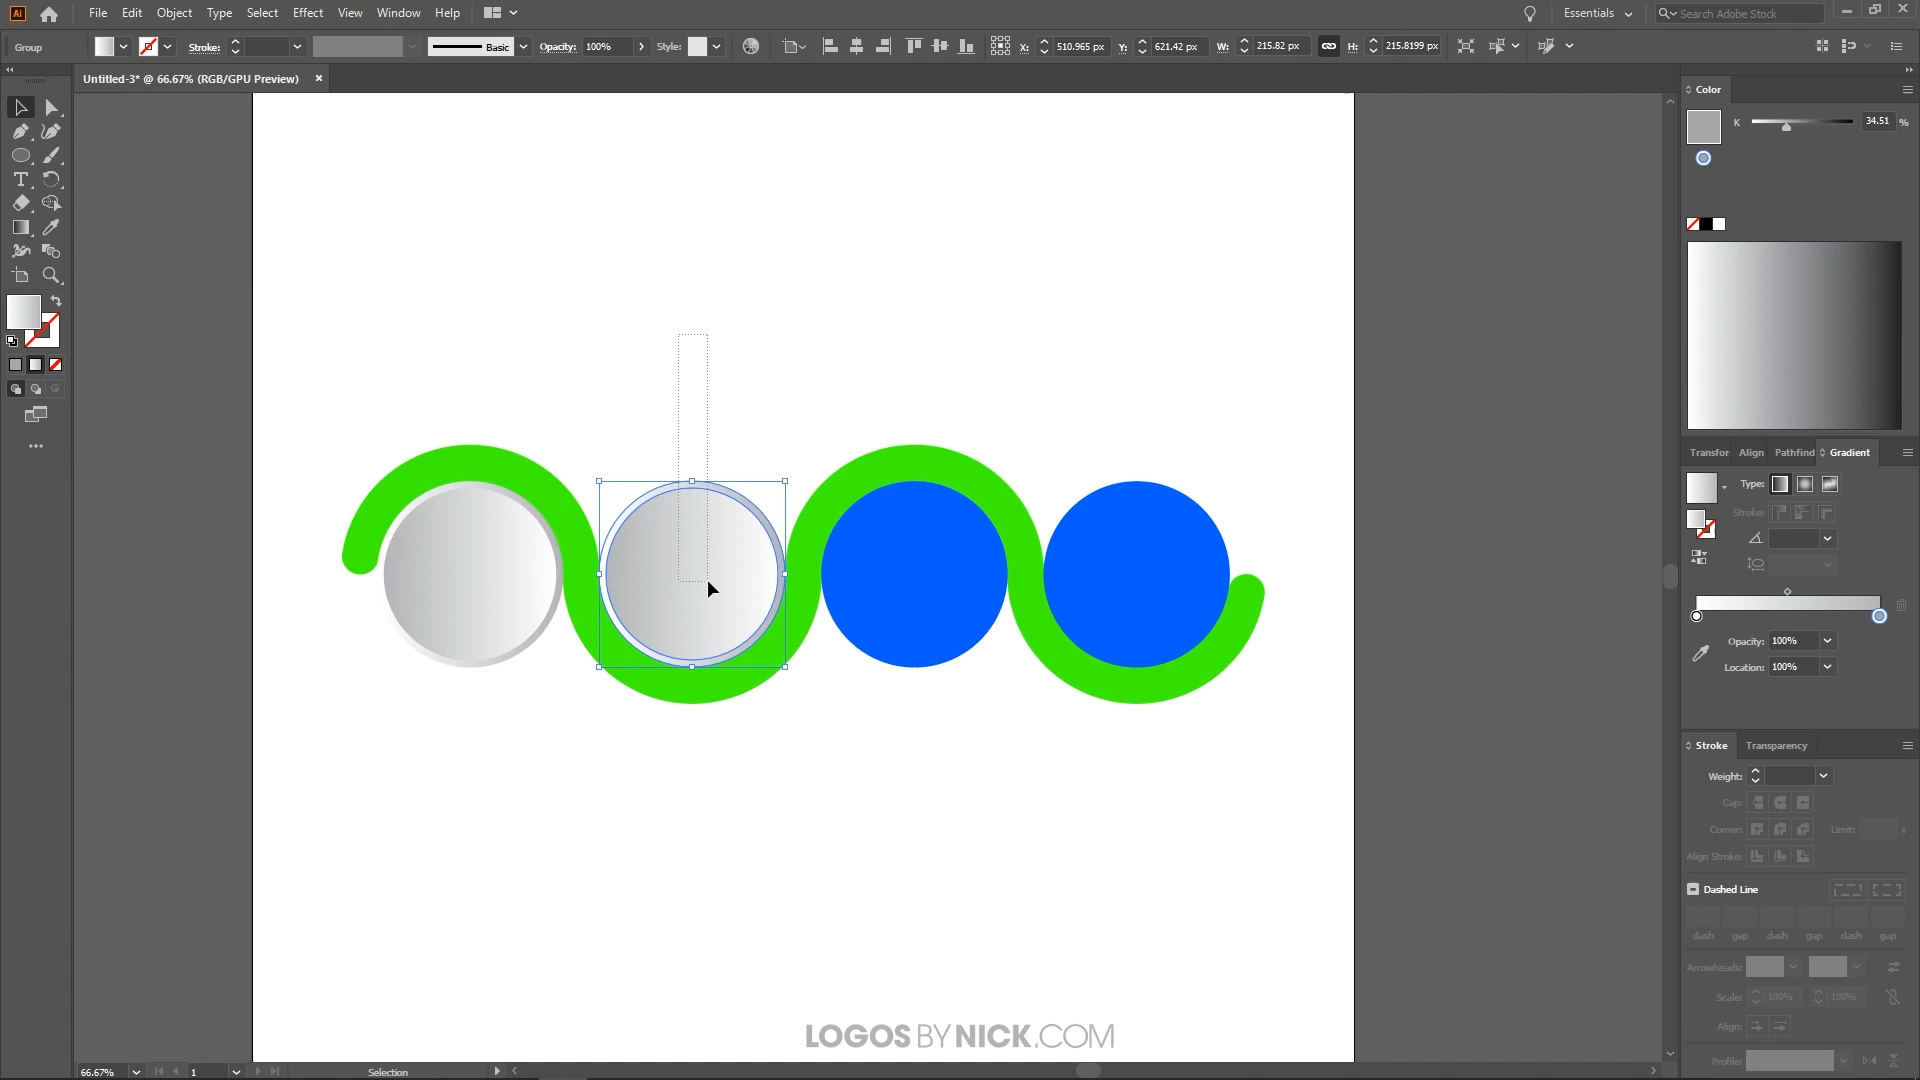 Ai File Edit Object Type Select Effect View Window Help Essentials Search Adobe Stock
Group Stroke: Basic Opacity: 100% Style: X: 510.965 px Y: 621.42 px W: 215.82 px H: 215.8199 px
Untitled-3* @ 66.67% (RGB/GPU Preview) ×
Color
K 34.51 %
Transfor Align Pathfind Gradient
Type:
Stroke:
Opacity: 100%
Location: 100%
Stroke Transparency
Weight:
Cap:
Corner: Limit: x
Align Stroke:
Dashed Line
dash gap dash gap dash gap
Arrowheads:
Scale: 100% 100%
Align:
Profile:
LOGOS BY NICK.COM
66.67% 1 Selection